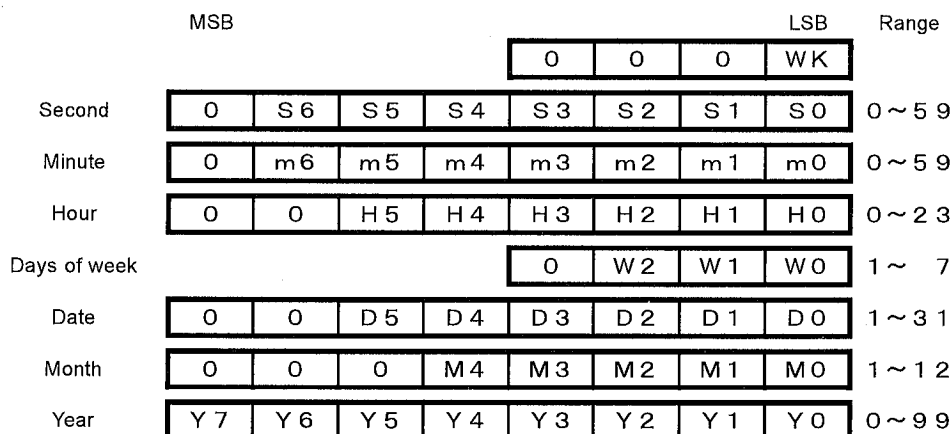 MSB LSB Range
0 0 0 WK
Second 0 S6 S5 S4 S3 S2 S1 S0 0~59
Minute 0 m6 m5 m4 m3 m2 m1 m0 0~59
Hour 0 0 H5 H4 H3 H2 H1 H0 0~23
Days of week 0 W2 W1 W0 1~ 7
Date 0 0 D5 D4 D3 D2 D1 D0 1~31
Month 0 0 0 M4 M3 M2 M1 M0 1~12
Year Y7 Y6 Y5 Y4 Y3 Y2 Y1 Y0 0~99